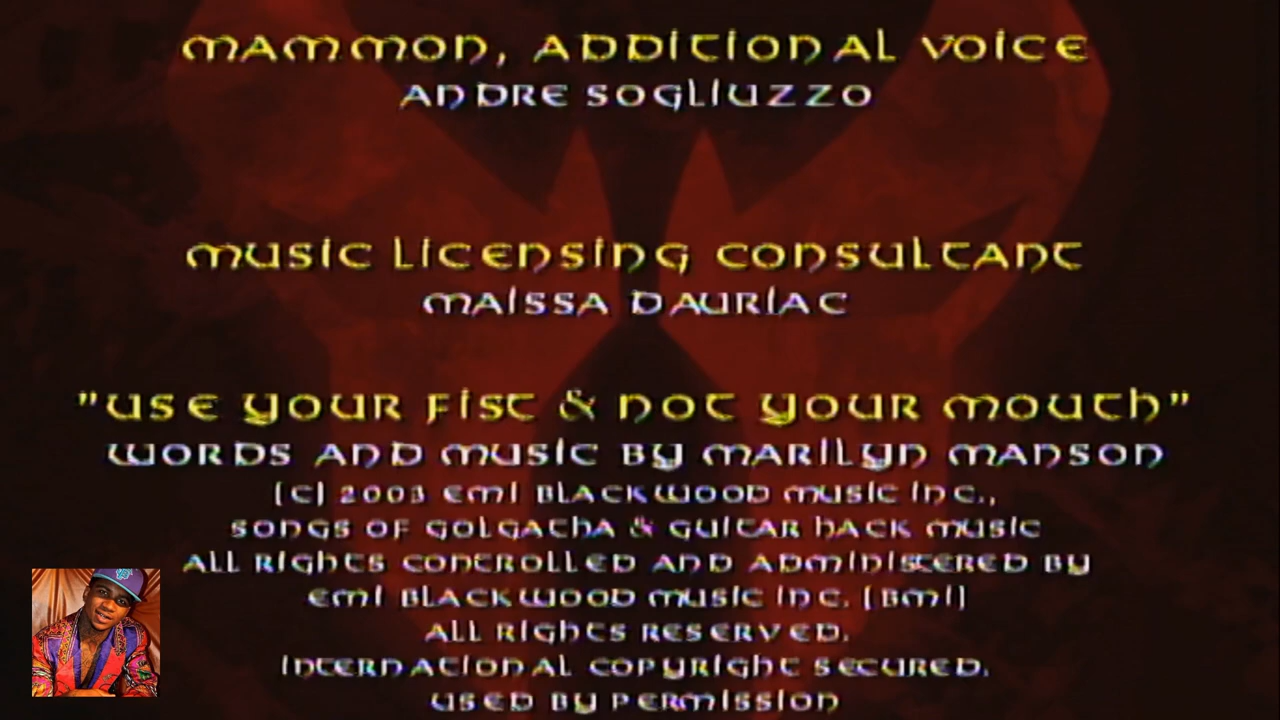 MAMMON, ADDITIONAL VOICE
ANDRE SOGLIUZZO
MUSIC LICENSING CONSULTANT
MAISSA DAURIAC
"USE YOUR FIST & NOT YOUR MOUTH"
WORDS AND MUSIC BY MARILYN MANSON
(C) 2003 EMI BLACKWOOD MUSIC INC.,
SONGS OF GOLGATHA & GUITAR HACK MUSIC
ALL RIGHTS CONTROLLED AND ADMINISTERED BY
EMI BLACKWOOD MUSIC INC. (BMI)
ALL RIGHTS RESERVED.
INTERNATIONAL COPYRIGHT SECURED.
USED BY PERMISSION